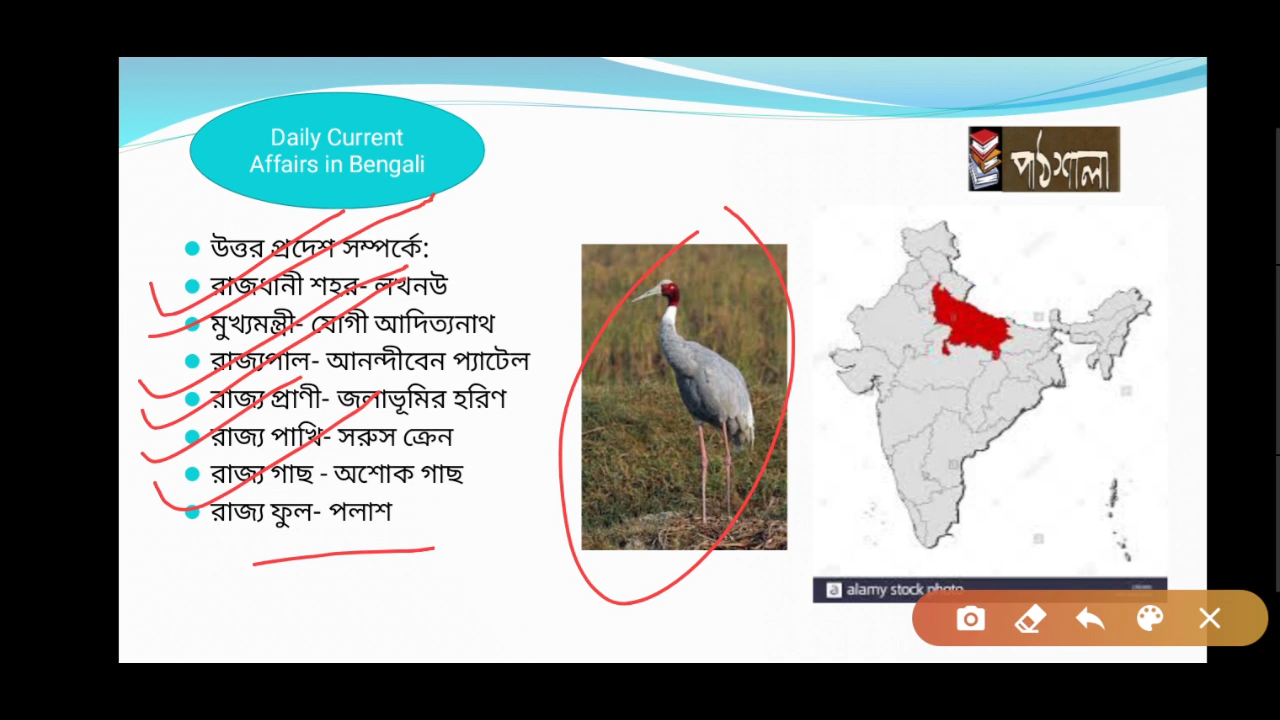 Daily Current
Affairs in Bengali
পাঠশালা
উত্তর প্রদেশ সম্পর্কে:
রাজধানী শহর- লখনউ
মুখ্যমন্ত্রী- যোগী আদিত্যনাথ
রাজ্যপাল- আনন্দীবেন প্যাটেল
রাজ্য প্রাণী- জলাভূমির হরিণ
রাজ্য পাখি- সরুস ক্রেন
রাজ্য গাছ - অশোক গাছ
রাজ্য ফুল- পলাশ
a alamy stock photo